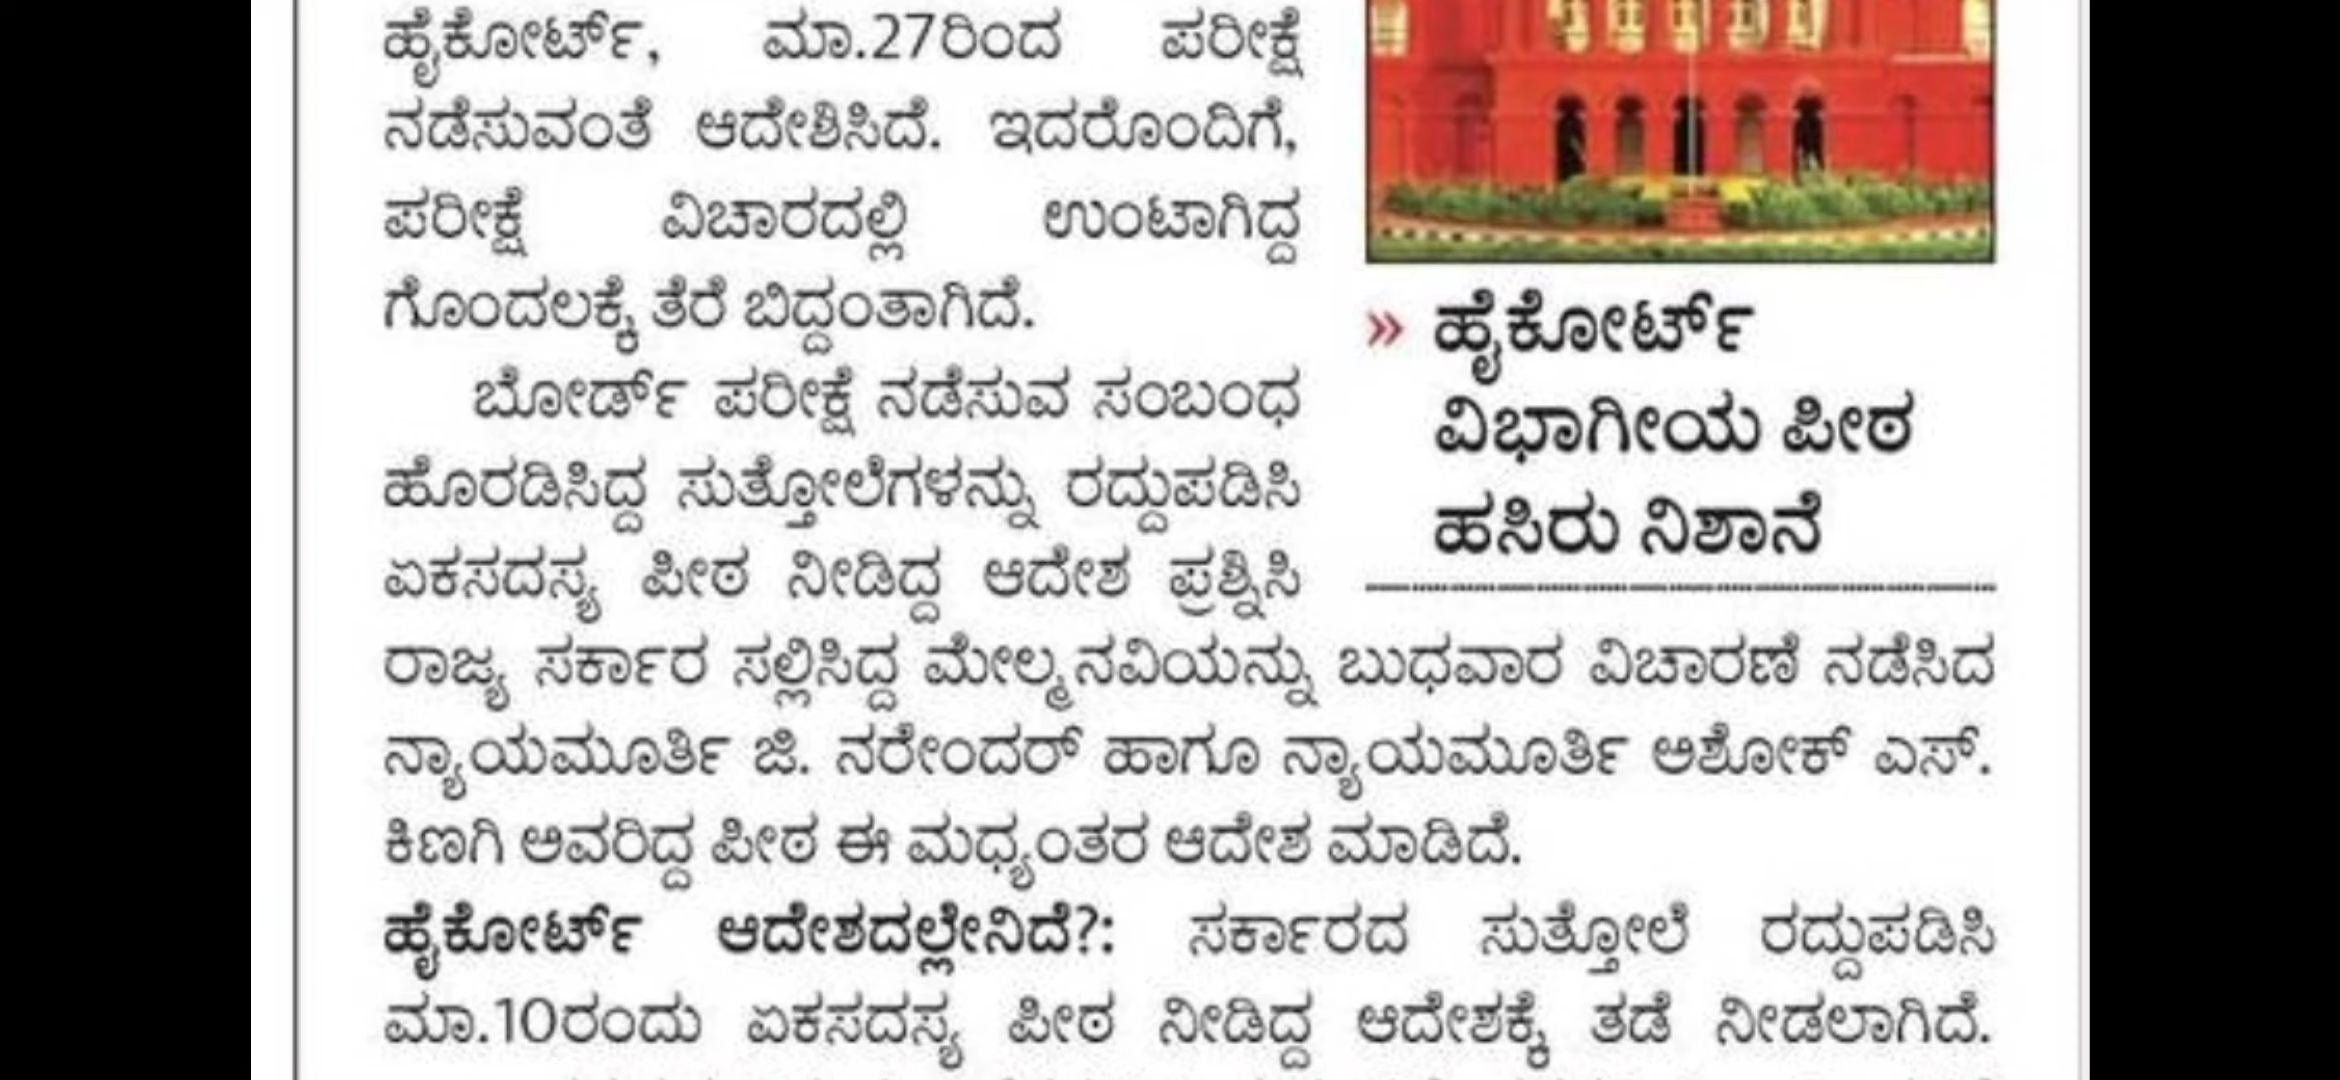 ಹೈಕೋರ್ಟ್, ಮಾ.27ರಿಂದ ಪರೀಕ್ಷೆ
ನಡೆಸುವಂತೆ ಆದೇಶಿಸಿದೆ. ಇದರೊಂದಿಗೆ,
ಪರೀಕ್ಷೆ ವಿಚಾರದಲ್ಲಿ ಉಂಟಾಗಿದ್ದ
ಗೊಂದಲಕ್ಕೆ ತೆರೆ ಬಿದ್ದಂತಾಗಿದೆ.
ಬೋರ್ಡ್ ಪರೀಕ್ಷೆ ನಡೆಸುವ ಸಂಬಂಧ
ಹೊರಡಿಸಿದ್ದ ಸುತ್ತೋಲೆಗಳನ್ನು ರದ್ದುಪಡಿಸಿ
ಏಕಸದಸ್ಯ ಪೀಠ ನೀಡಿದ್ದ ಆದೇಶ ಪ್ರಶ್ನಿಸಿ
» ಹೈಕೋರ್ಟ್
ವಿಭಾಗೀಯ ಪೀಠ
ಹಸಿರು ನಿಶಾನೆ
ರಾಜ್ಯ ಸರ್ಕಾರ ಸಲ್ಲಿಸಿದ್ದ ಮೇಲ್ಮನವಿಯನ್ನು ಬುಧವಾರ ವಿಚಾರಣೆ ನಡೆಸಿದ
ನ್ಯಾಯಮೂರ್ತಿ ಜಿ. ನರೇಂದರ್ ಹಾಗೂ ನ್ಯಾಯಮೂರ್ತಿ ಅಶೋಕ್ ಎಸ್.
ಕಿಣಗಿ ಅವರಿದ್ದ ಪೀಠ ಈ ಮಧ್ಯಂತರ ಆದೇಶ ಮಾಡಿದೆ.
ಹೈಕೋರ್ಟ್ ಆದೇಶದಲ್ಲೇನಿದೆ?: ಸರ್ಕಾರದ ಸುತ್ತೋಲೆ ರದ್ದುಪಡಿಸಿ
ಮಾ.10ರಂದು ಏಕಸದಸ್ಯ ಪೀಠ ನೀಡಿದ್ದ ಆದೇಶಕ್ಕೆ ತಡೆ ನೀಡಲಾಗಿದೆ.